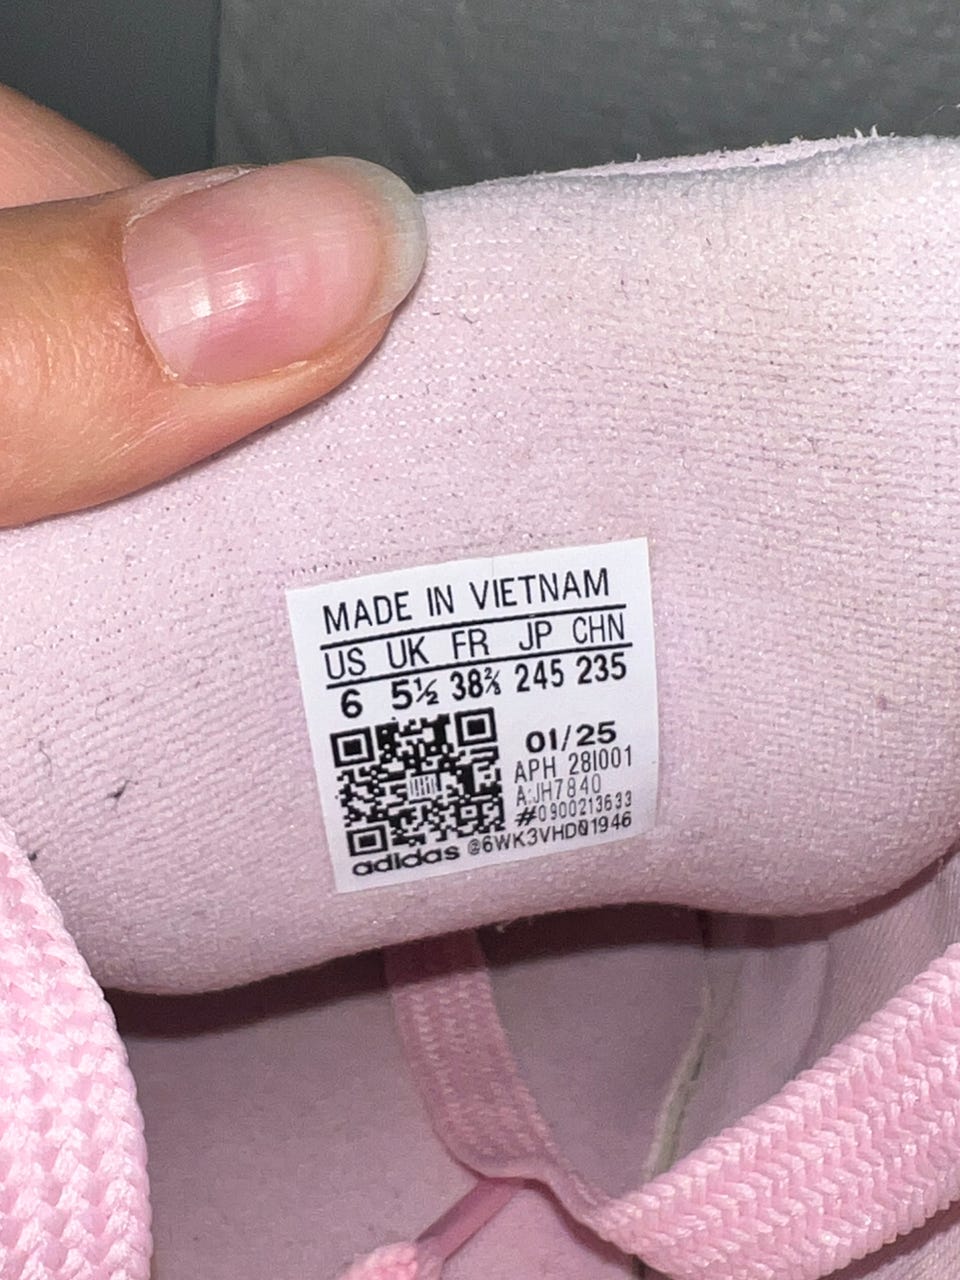 MADE IN VIETNAM
US UK FR JP CHN
6 5½ 38⅔ 245 235
01/25
APH 28I001
A:JH7840
#0900213633
adidas @6WK3VHD01946